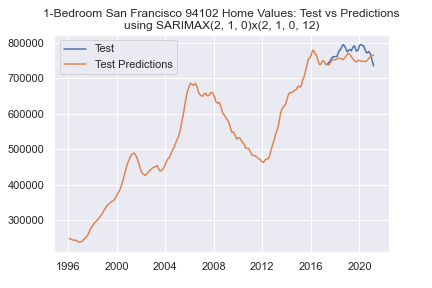 1-Bedroom San Francisco 94102 Home Values: Test vs Predictions
using SARIMAX(2, 1, 0)x(2, 1, 0, 12)
800000
700000
600000
500000
400000
300000
Test
Test Predictions
1996 2000 2004 2008 2012 2016 2020